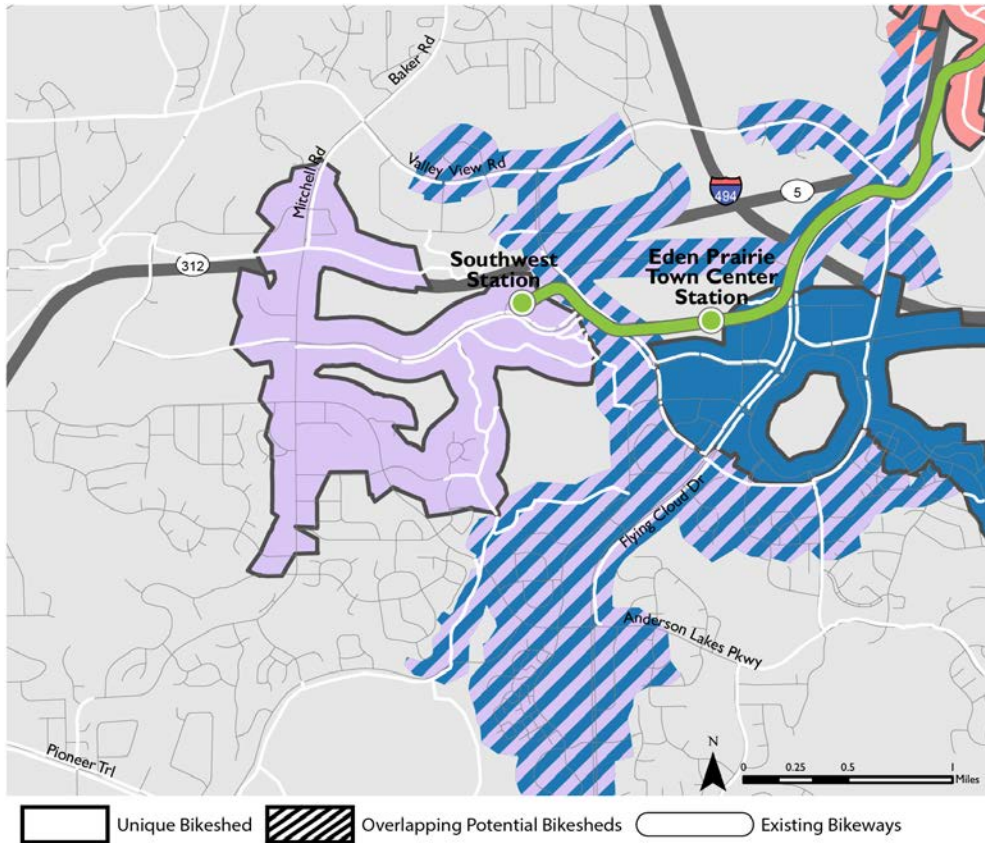 Baker Rd
Mitchell Rd
Valley View Rd
494
5
312
Southwest
Station
Eden Prairie
Town Center
Station
Flying Cloud Dr
Anderson Lakes Pkwy
Pioneer Trl
N
0 0.25 0.5 1
Miles
Unique Bikeshed Overlapping Potential Bikesheds Existing Bikeways